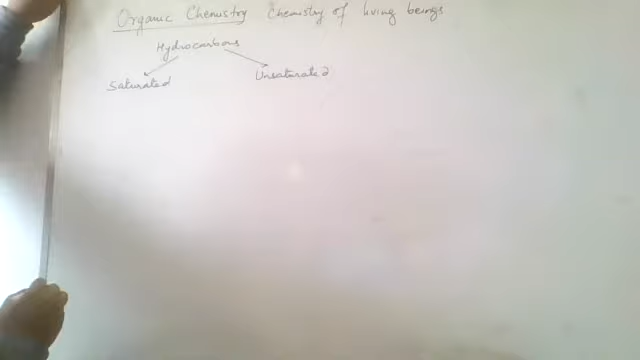 Organic Chemistry Chemistry of living beings
Hydrocarbons
Saturated Unsaturated